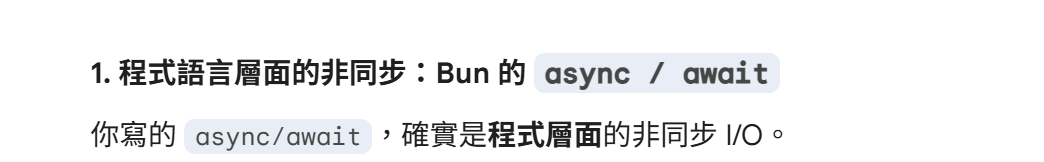 1. 程式語言層面的非同步：Bun 的 async / await
你寫的 async/await，確實是程式層面的非同步 I/O。